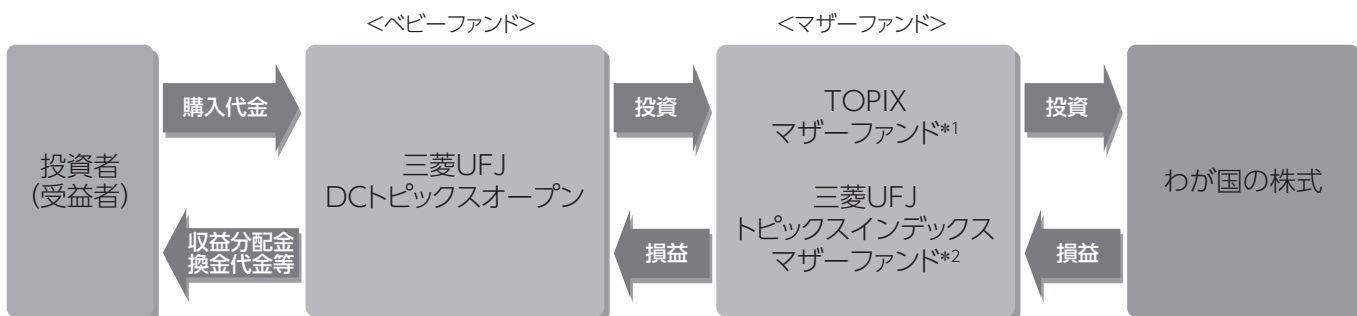 <ベビーファンド>
<マザーファンド>
投資者
(受益者)
購入代金
収益分配金
換金代金等
三菱UFJ
DCトピックスオープン
投資
損益
TOPIX
マザーファンド*1
三菱UFJ
トピックスインデックス
マザーファンド*2
投資
損益
わが国の株式